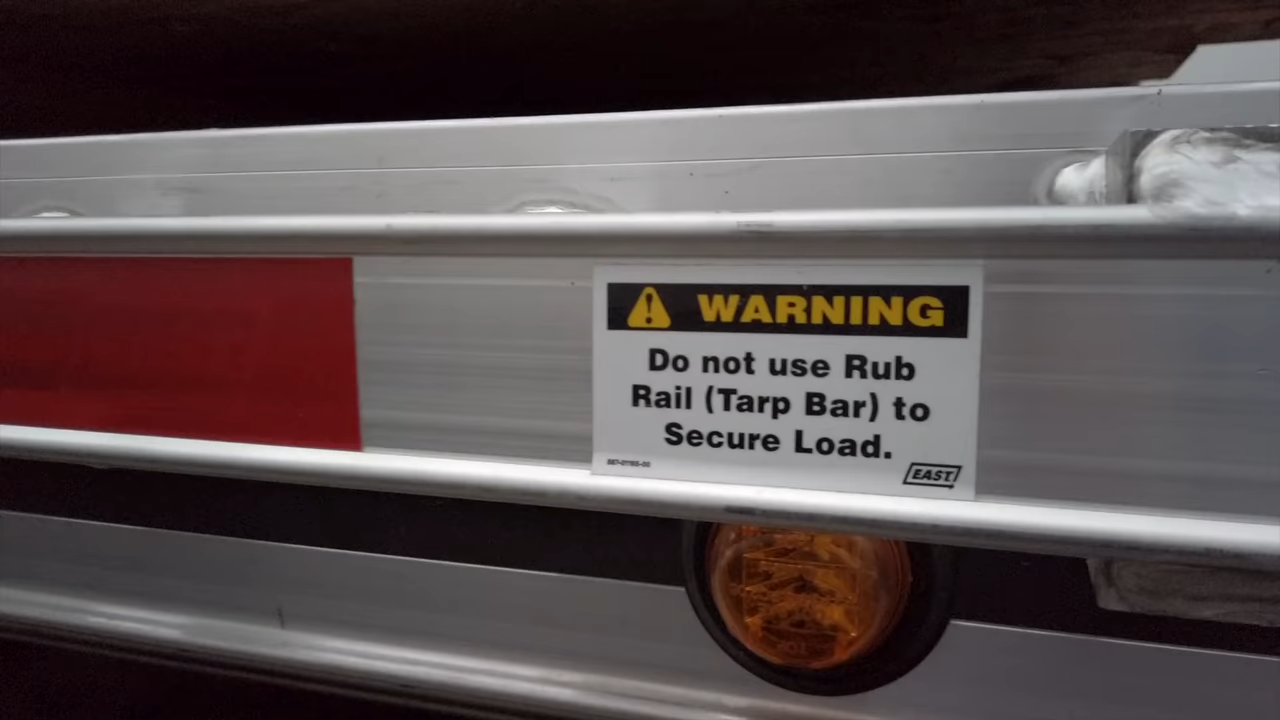 WARNING
Do not use Rub
Rail (Tarp Bar) to
Secure Load.
EAST